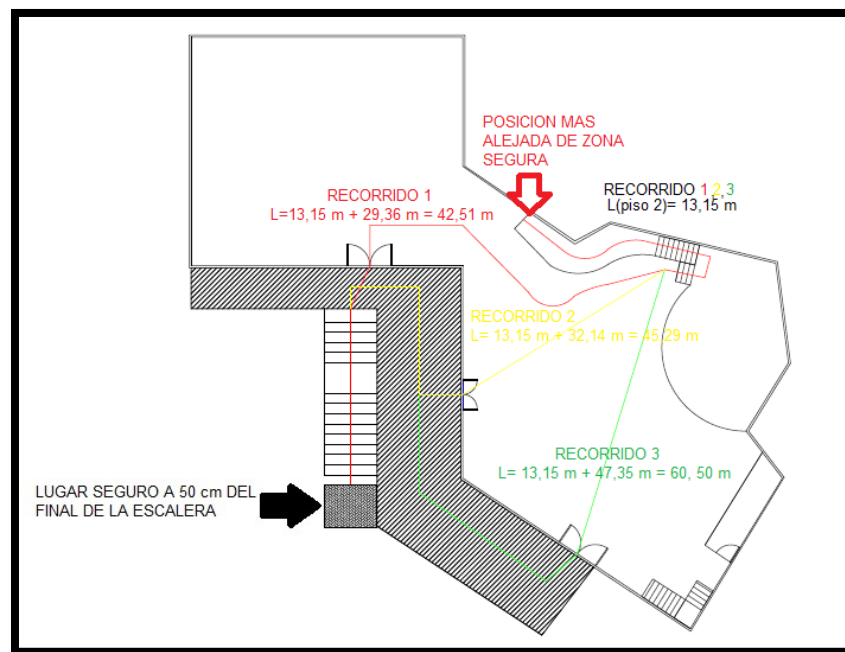 POSICION MAS
ALEJADA DE ZONA
SEGURA
RECORRIDO 1,2,3
L(piso 2)= 13,15 m
RECORRIDO 1
L=13,15 m + 29,36 m = 42,51 m
RECORRIDO 2
L= 13,15 m + 32,14 m = 45,29 m
RECORRIDO 3
L= 13,15 m + 47,35 m = 60, 50 m
LUGAR SEGURO A 50 cm DEL
FINAL DE LA ESCALERA